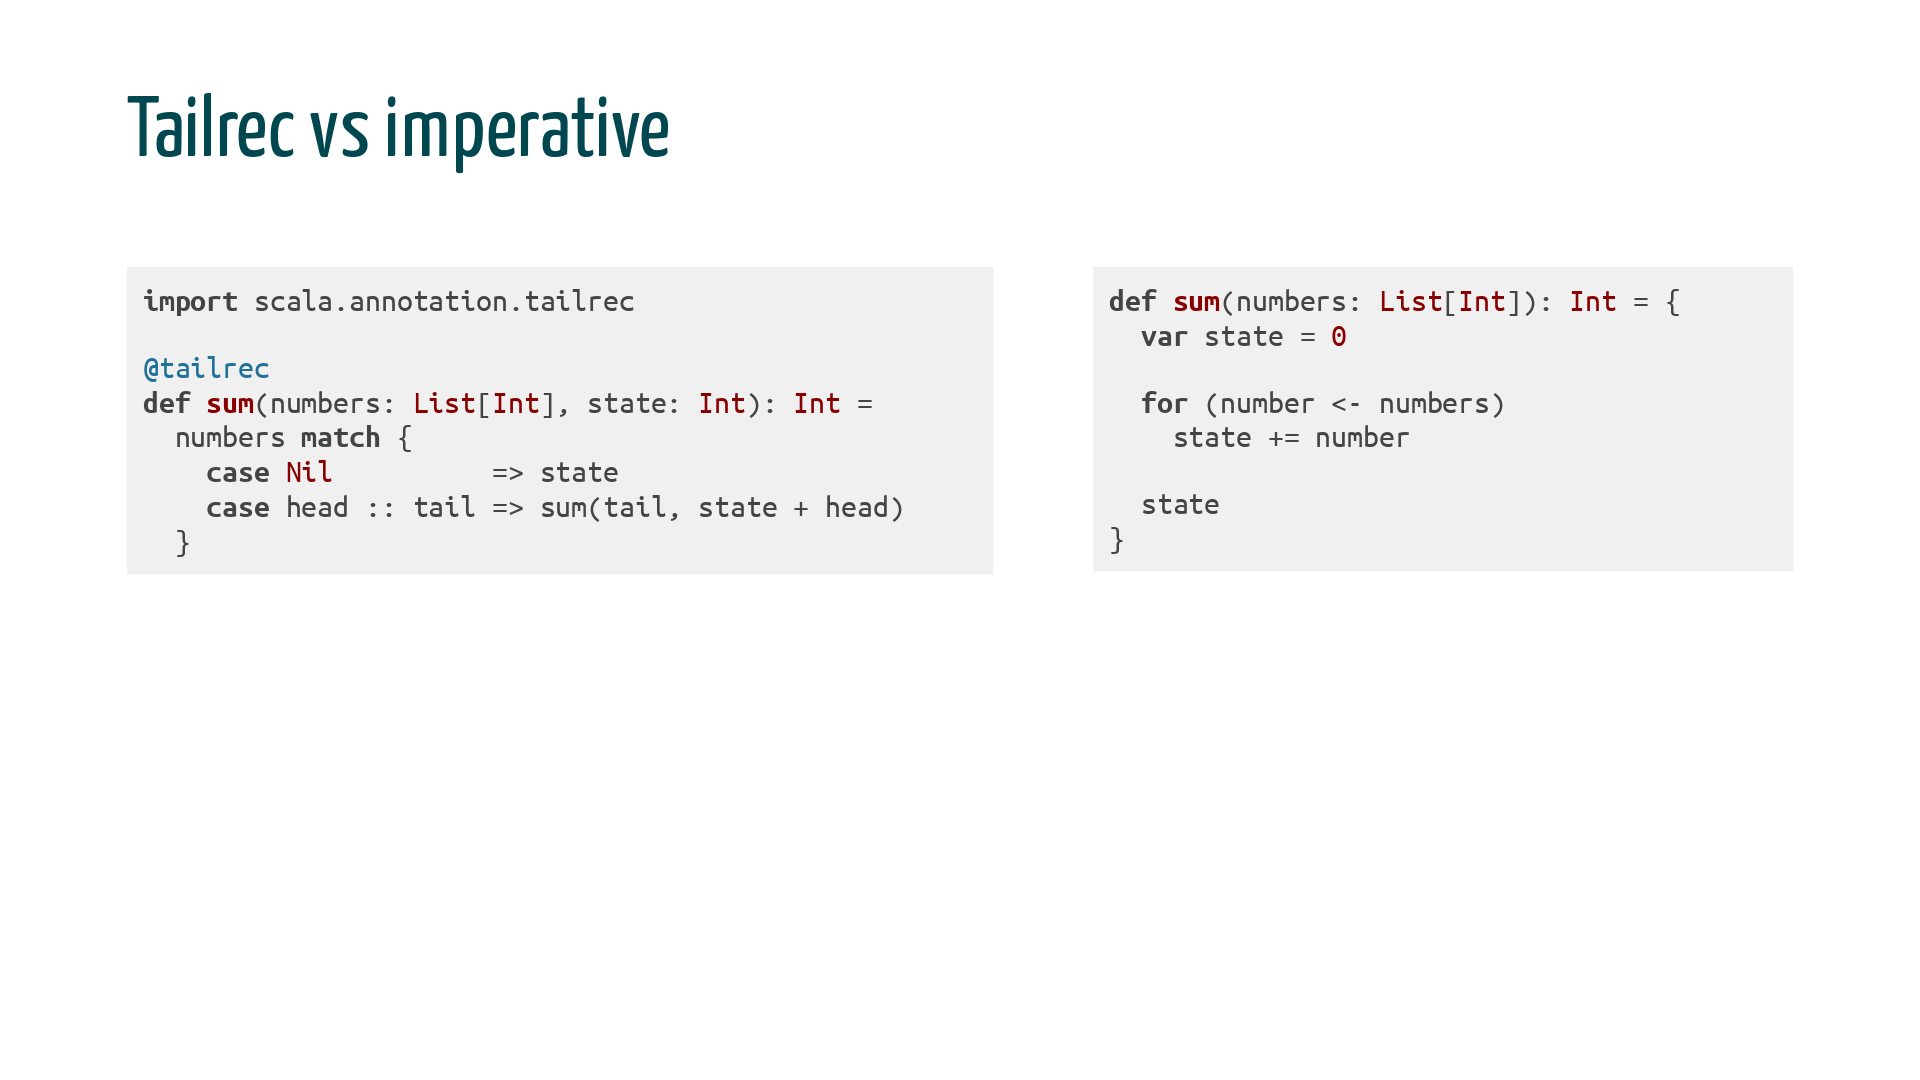 Tailrec vs imperative
import scala.annotation.tailrec
@tailrec
def sum(numbers: List[Int], state: Int): Int =
  numbers match {
    case Nil          => state
    case head :: tail => sum(tail, state + head)
  }
def sum(numbers: List[Int]): Int = {
  var state = 0
  for (number <- numbers)
    state += number
  state
}